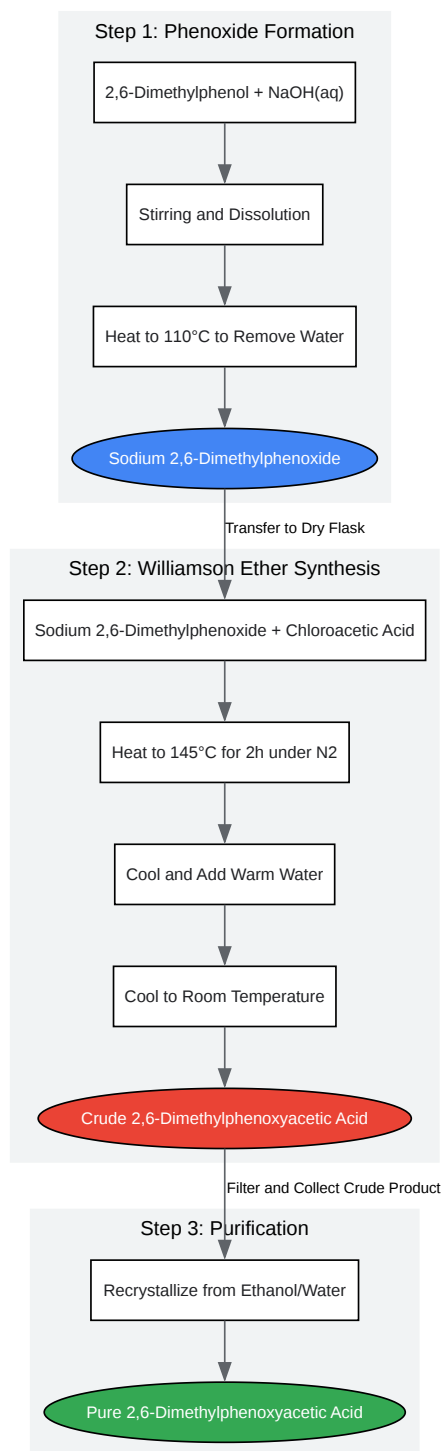 Step 1: Phenoxide Formation
2,6-Dimethylphenol + NaOH(aq)
Stirring and Dissolution
Heat to 110°C to Remove Water
Sodium 2,6-Dimethylphenoxide
Transfer to Dry Flask
Step 2: Williamson Ether Synthesis
Sodium 2,6-Dimethylphenoxide + Chloroacetic Acid
Heat to 145°C for 2h under N2
Cool and Add Warm Water
Cool to Room Temperature
Crude 2,6-Dimethylphenoxyacetic Acid
Filter and Collect Crude Product
Step 3: Purification
Recrystallize from Ethanol/Water
Pure 2,6-Dimethylphenoxyacetic Acid